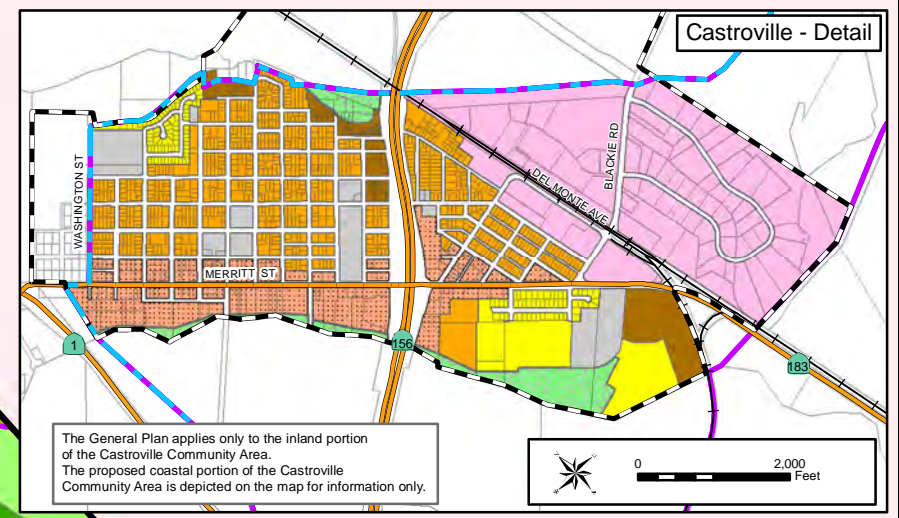 Castroville - Detail
WASHINGTON ST
BLACKIE RD
DEL MONTE AVE
MERRITT ST
1
156
183
The General Plan applies only to the inland portion
of the Castroville Community Area.
The proposed coastal portion of the Castroville
Community Area is depicted on the map for information only.
0 2,000
Feet